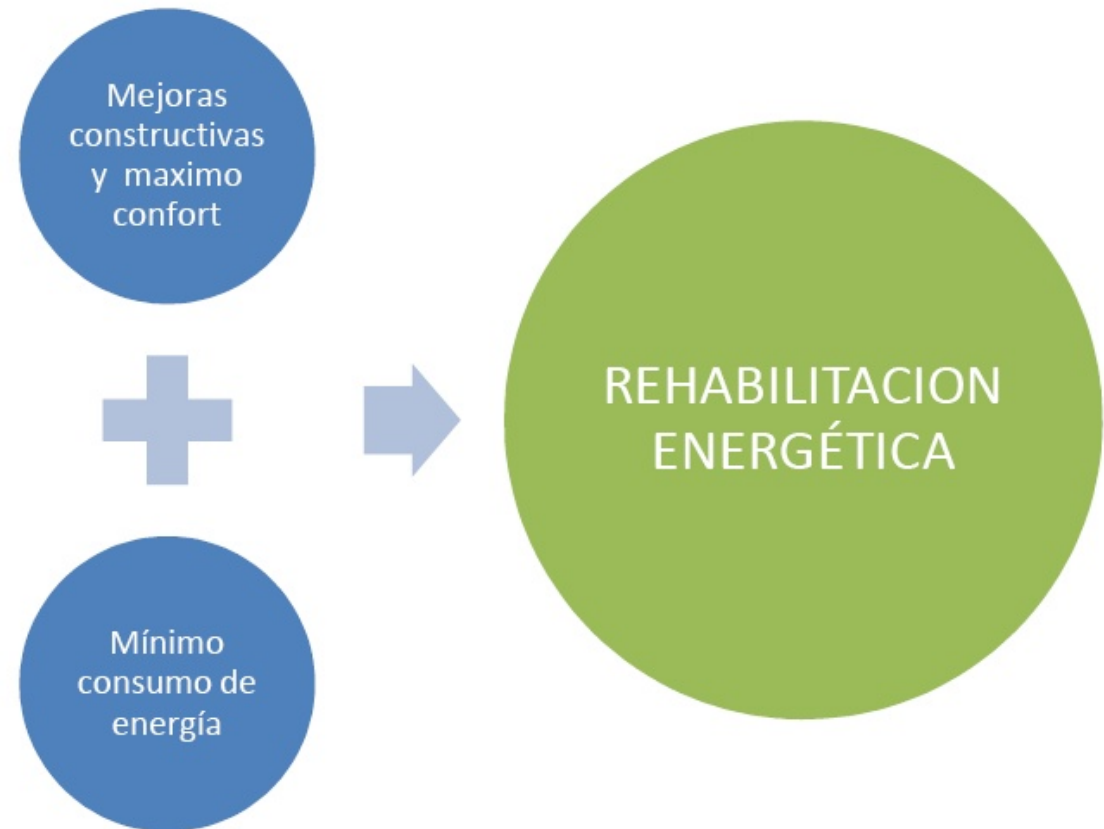 Mejoras
constructivas
y  maximo
confort
Mínimo
consumo de
energía
REHABILITACION
ENERGÉTICA